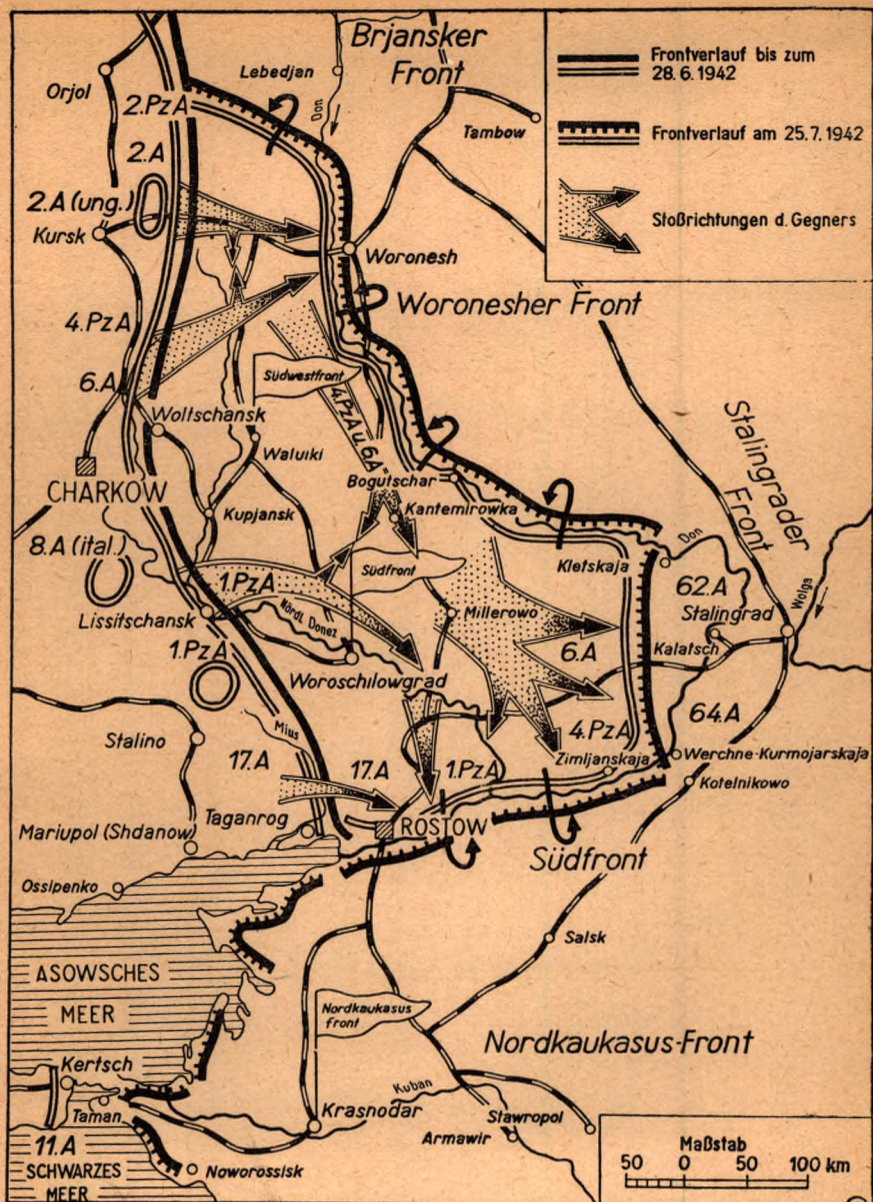 Brjansker
Front
Frontverlauf bis zum
28.6.1942
Frontverlauf am 25.7.1942
Stoßrichtungen d. Gegners
Orjol
Lebedjan
Don
Tambow
2.PzA
2.A
2.A (ung.)
Kursk
Woronesh
Woronesher Front
4.PzA
6.A
Südwestfront
4.PzA u. 6A
Woltschansk
Waluiki
CHARKOW
Bogutschar
Kantemirowka
Kupjansk
Stalingrader
Front
8.A (ital.)
1.PzA
Südfront
Kletskaja
Don
62.A
Wolga
Lissitschansk
Nördl. Donez
Millerowo
Stalingrad
6.A
Kalatsch
1.PzA
Woroschilowgrad
64.A
Stalino
Mius
4.PzA
17.A
17.A
1.PzA
Zimljanskaja
Werchne-Kurmojarskaja
Kotelnikowo
Mariupol (Shdanow)
Taganrog
ROSTOW
Südfront
Ossipenko
Salsk
ASOWSCHES
MEER
Nordkaukasus
front
Nordkaukasus-Front
Kertsch
Taman
Kuban
Krasnodar
Stawropol
Armawir
11.A
SCHWARZES
MEER
Noworossisk
Maßstab
50 0 50 100 km